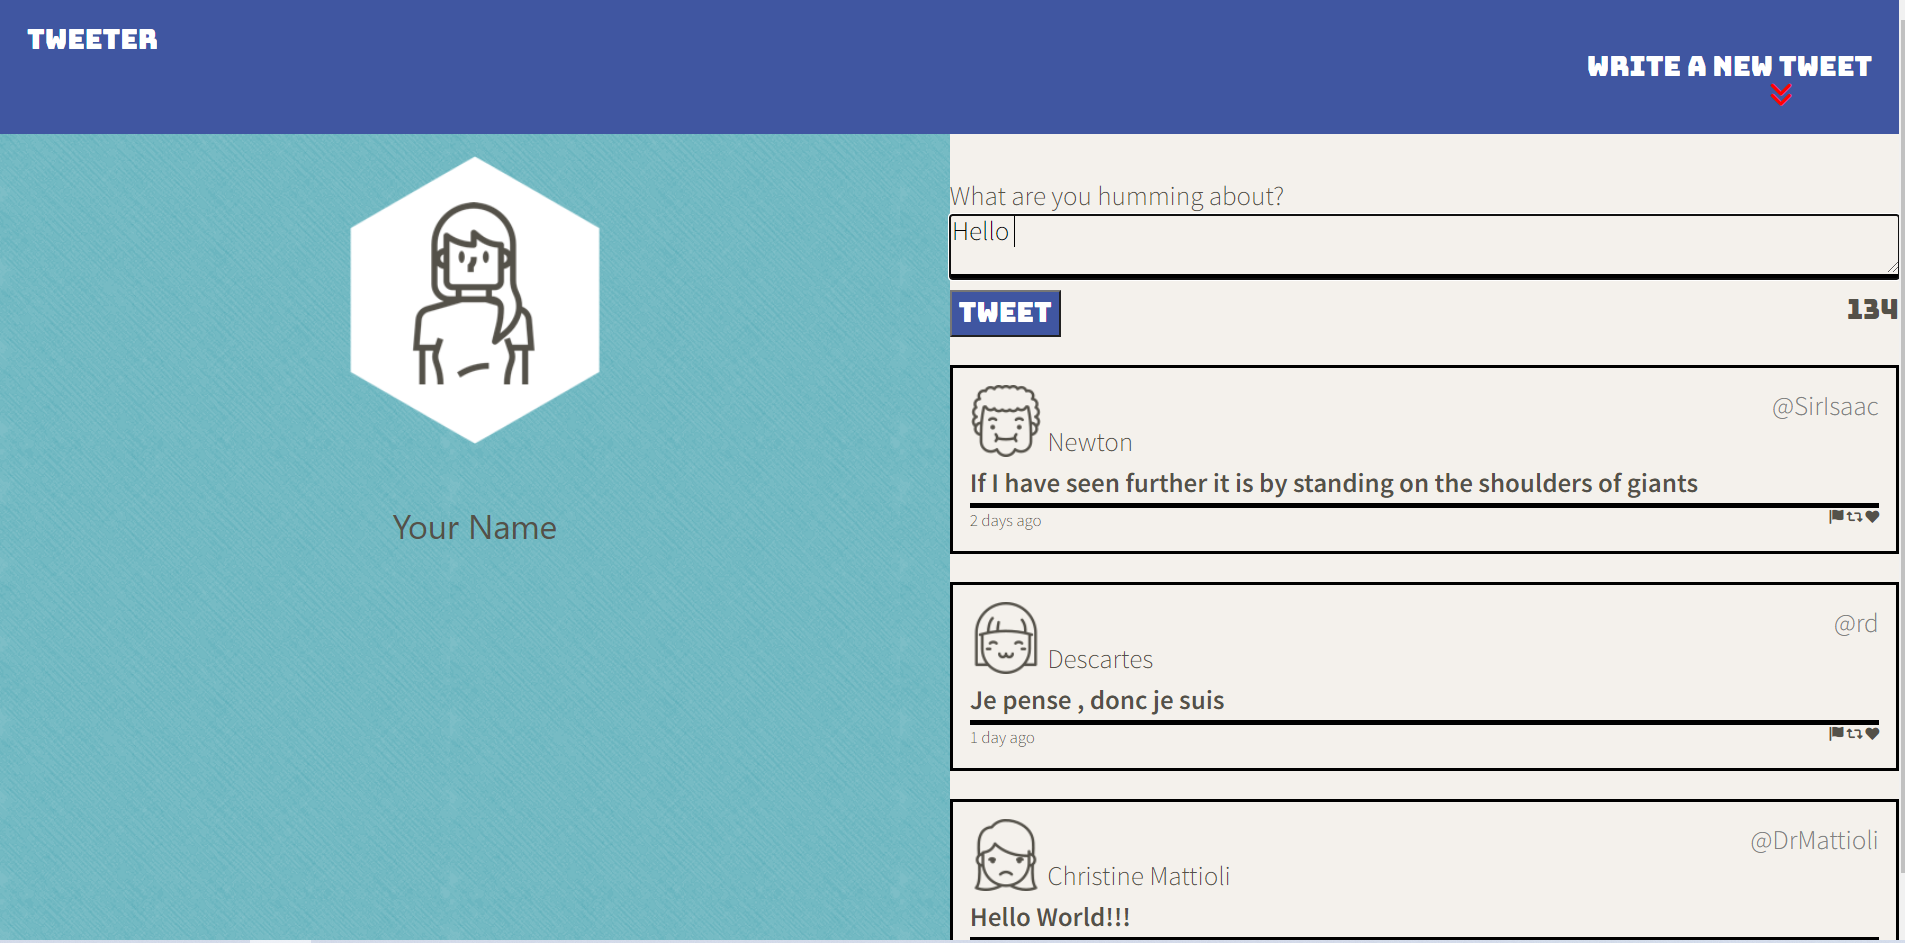 TWEETER
WRITE A NEW TWEET
Your Name
What are you humming about?
Hello
TWEET
134
@SirIsaac
Newton
If I have seen further it is by standing on the shoulders of giants
2 days ago
@rd
Descartes
Je pense , donc je suis
1 day ago
@DrMattioli
Christine Mattioli
Hello World!!!